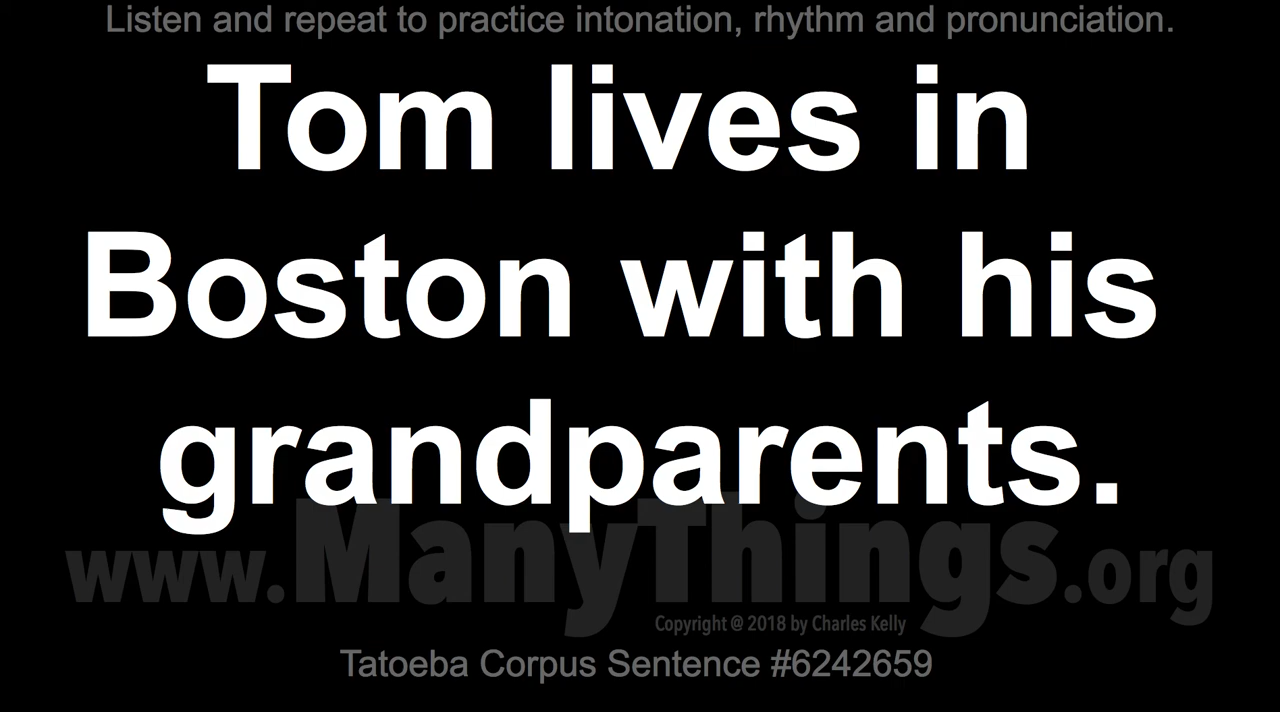 Listen and repeat to practice intonation, rhythm and pronunciation.
Tom lives in
Boston with his
grandparents.
www.ManyThings.org
Copyright @ 2018 by Charles Kelly
Tatoeba Corpus Sentence #6242659